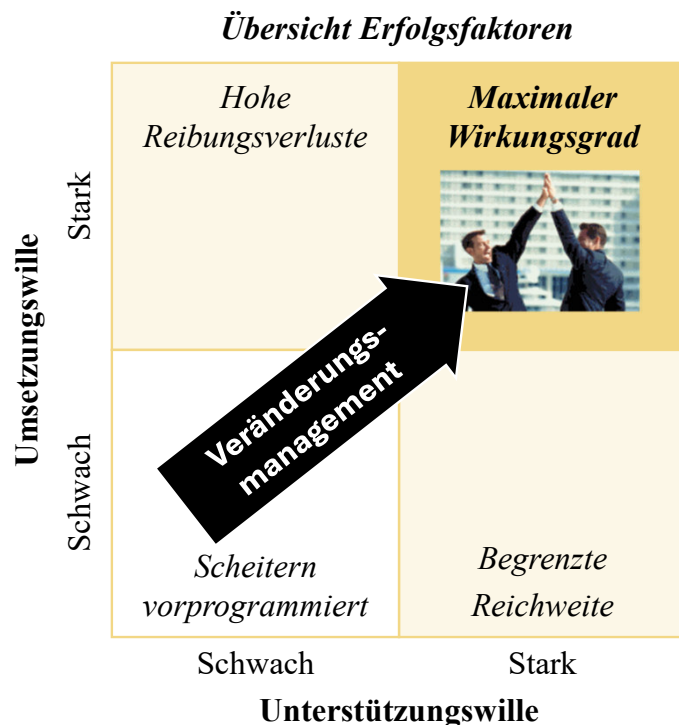 Übersicht Erfolgsfaktoren
Hohe
Reibungsverluste
Maximaler
Wirkungsgrad
Umsetzungswille
Stark
Schwach
Veränderungs-
management
Scheitern
vorprogrammiert
Begrenzte
Reichweite
Schwach
Stark
Unterstützungswille